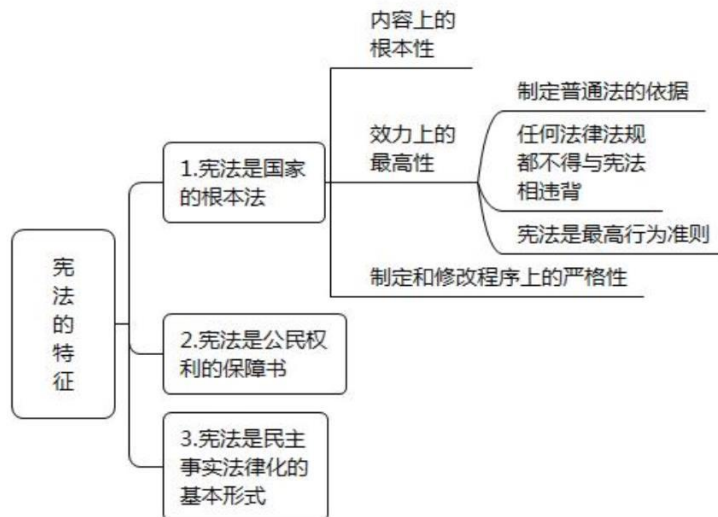 宪
法
的
特
征
1.宪法是国家
的根本法
内容上的
根本性
效力上的
最高性
制定普通法的依据
任何法律法规
都不得与宪法
相违背
宪法是最高行为准则
制定和修改程序上的严格性
2.宪法是公民权
利的保障书
3.宪法是民主
事实法律化的
基本形式